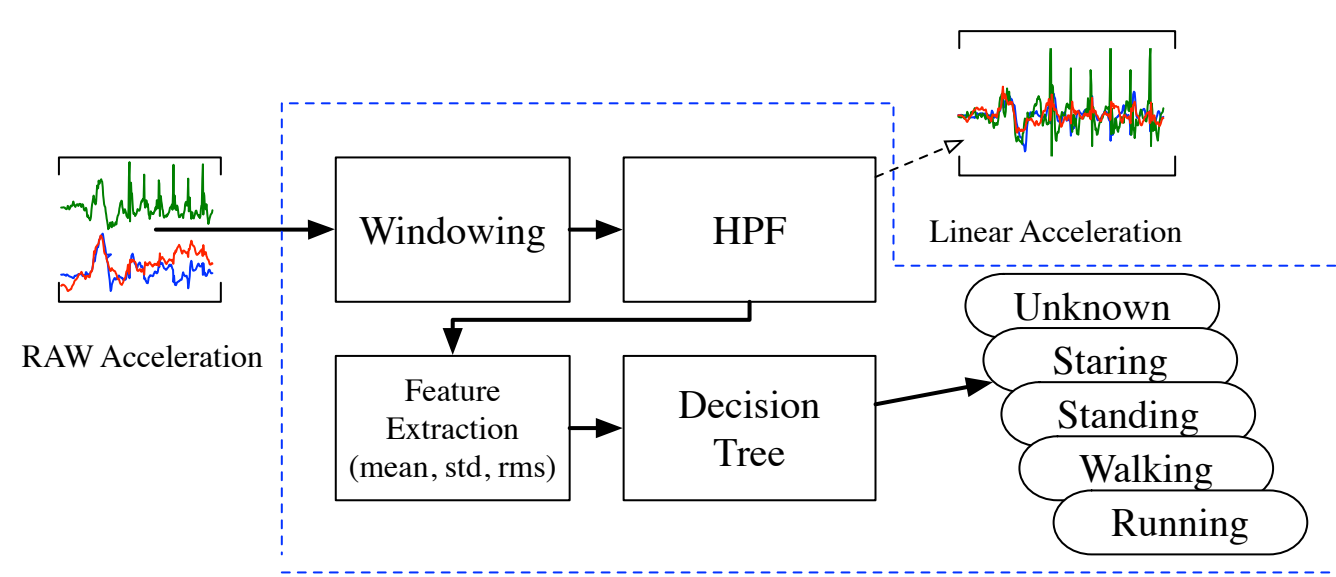 RAW Acceleration
Windowing
HPF
Linear Acceleration
Feature
Extraction
(mean, std, rms)
Decision
Tree
Unknown
Staring
Standing
Walking
Running